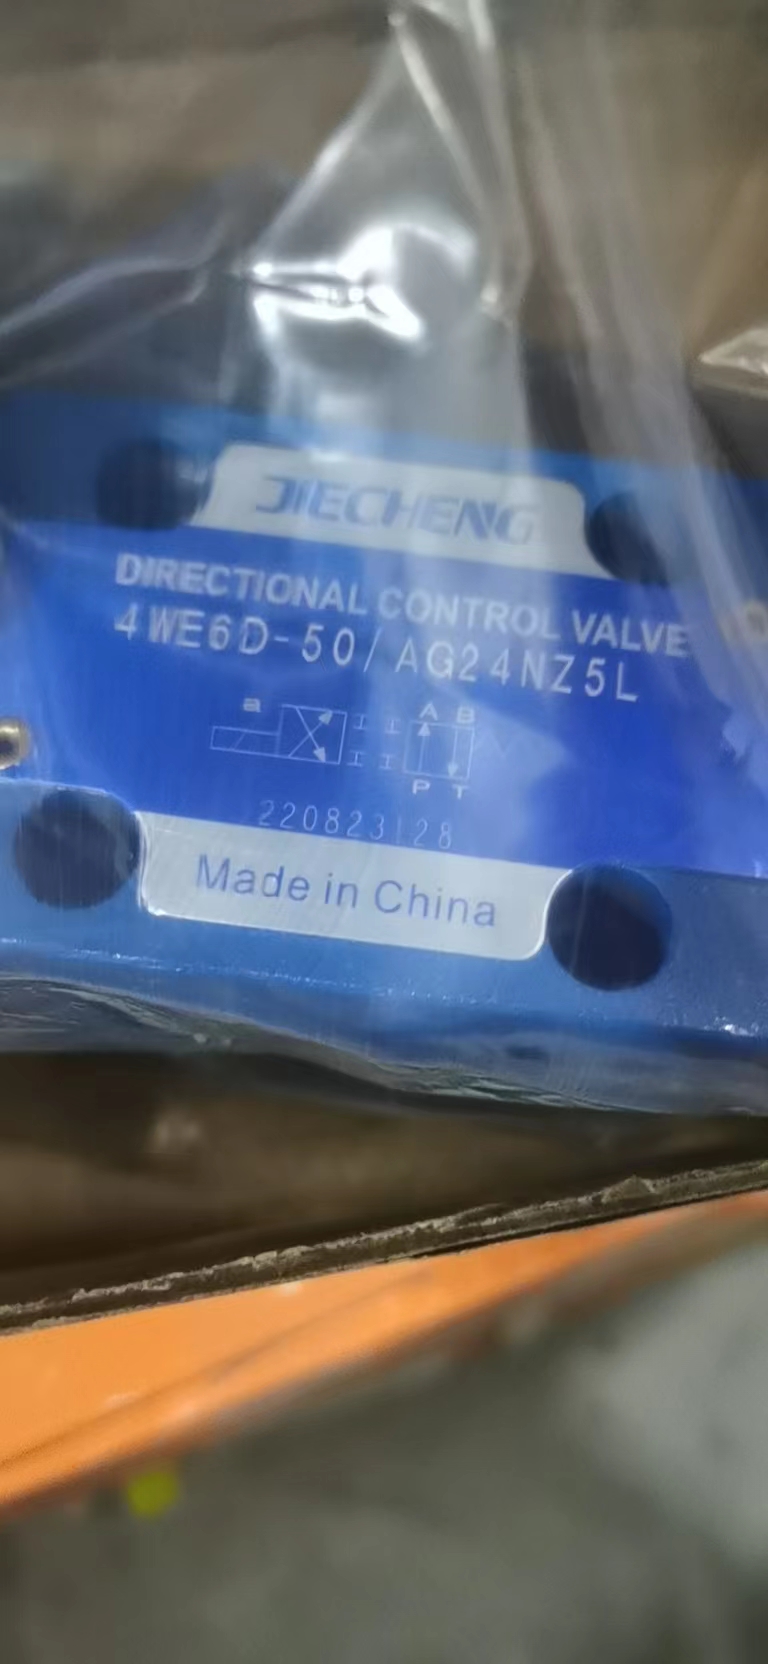 JIECHENG
DIRECTIONAL CONTROL VALVE
4WE6D-50/AG24NZ5L
a A B
P T
220823128
Made in China